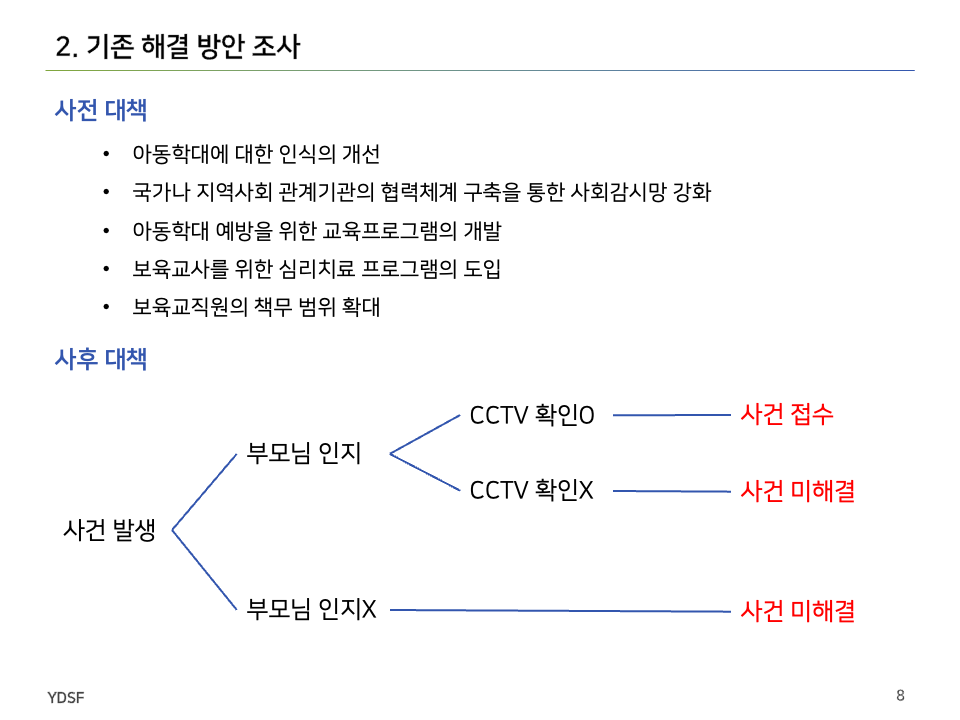 2. 기존 해결 방안 조사
사전 대책
• 아동학대에 대한 인식의 개선
• 국가나 지역사회 관계기관의 협력체계 구축을 통한 사회감시망 강화
• 아동학대 예방을 위한 교육프로그램의 개발
• 보육교사를 위한 심리치료 프로그램의 도입
• 보육교직원의 책무 범위 확대
사후 대책
사건 발생
부모님 인지
CCTV 확인O
사건 접수
CCTV 확인X
사건 미해결
부모님 인지X
사건 미해결
YDSF
8